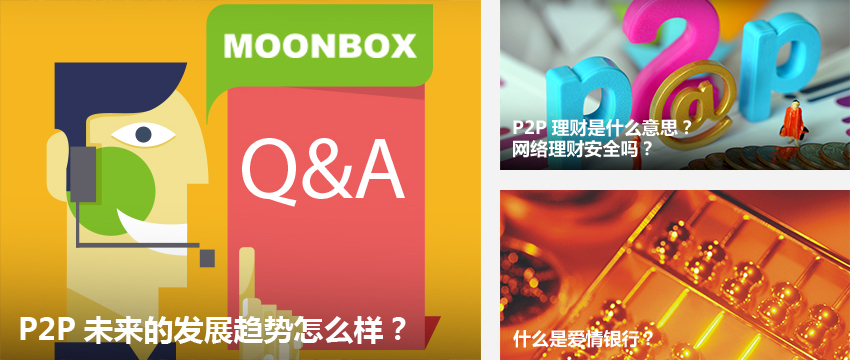 MOONBOX
Q&A
P2P 未来的发展趋势怎么样？
p2p
@
P2P 理财是什么意思？
网络理财安全吗？
什么是爱情银行？